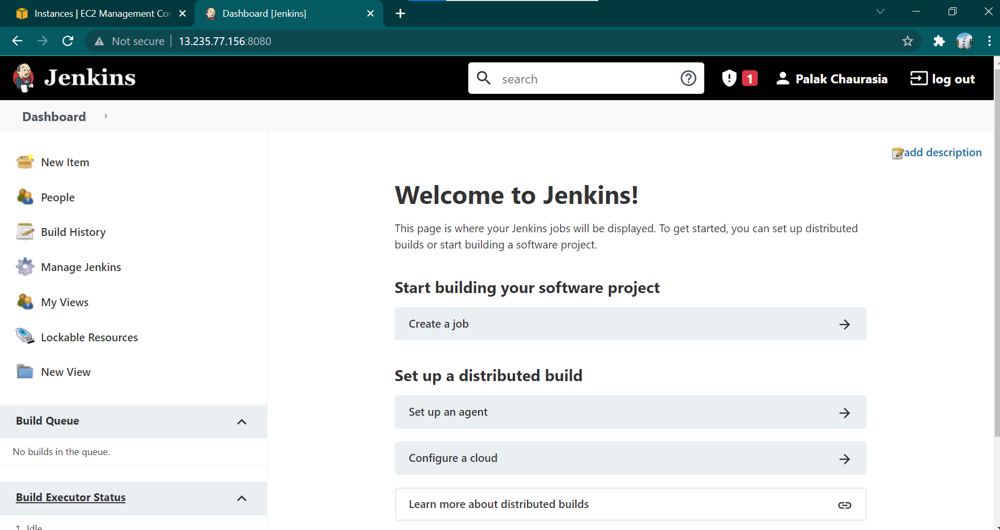 Instances | EC2 Management Con
Dashboard [Jenkins]
Not secure | 13.235.77.156:8080
Jenkins
search
1
Palak Chaurasia
log out
Dashboard
New Item
People
Build History
Manage Jenkins
My Views
Lockable Resources
New View
Build Queue
No builds in the queue.
Build Executor Status
1 Idle
add description
Welcome to Jenkins!
This page is where your Jenkins jobs will be displayed. To get started, you can set up distributed
builds or start building a software project.
Start building your software project
Create a job
Set up a distributed build
Set up an agent
Configure a cloud
Learn more about distributed builds